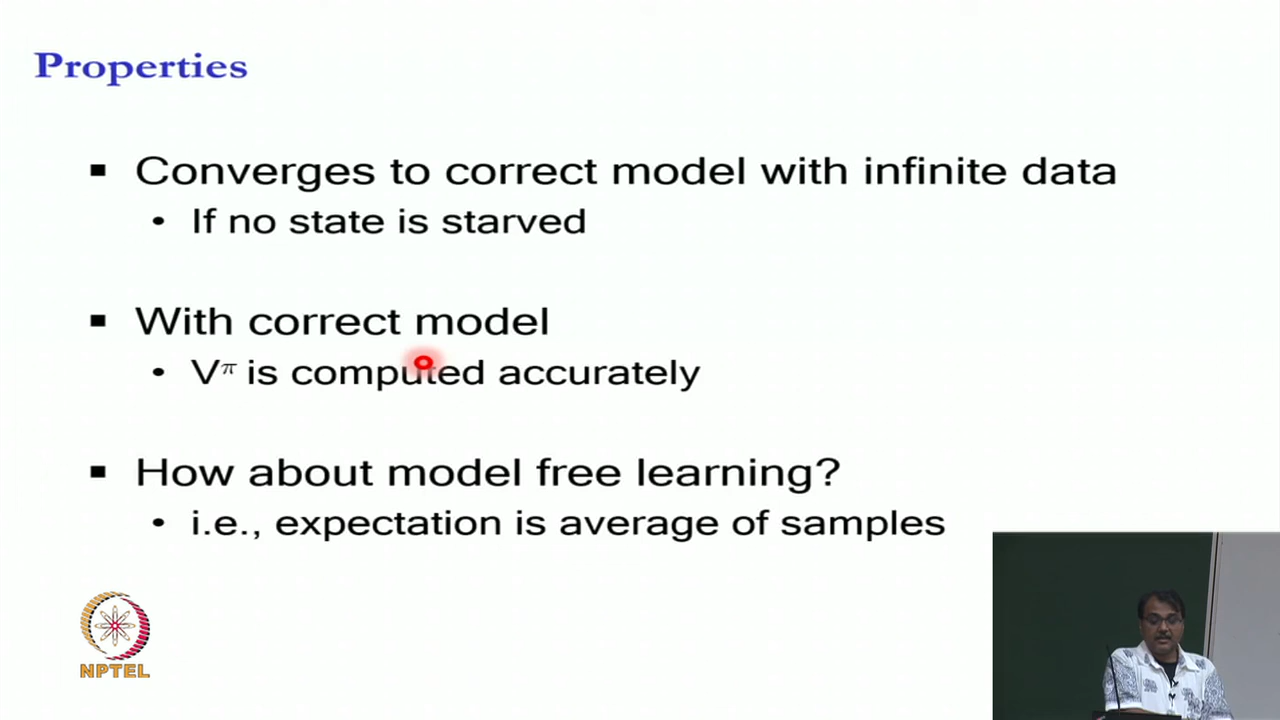 Properties
▪ Converges to correct model with infinite data
• If no state is starved
▪ With correct model
• V^π is computed accurately
▪ How about model free learning?
• i.e., expectation is average of samples
NPTEL